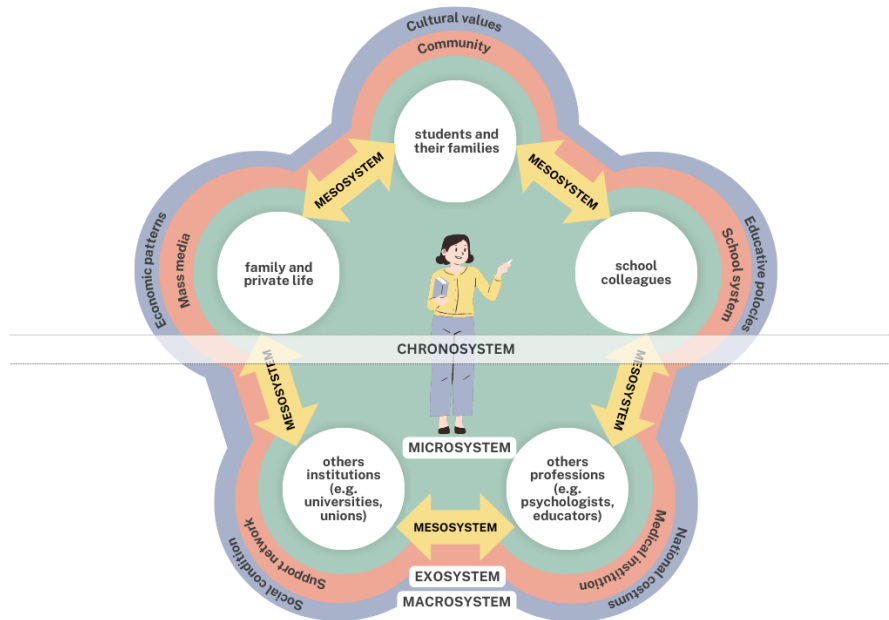 Cultural values
Community
students and
their families
MESOSYSTEM
MESOSYSTEM
Economic patterns
Mass media
family and
private life
school
colleagues
School system
Educative polocies
CHRONOSYSTEM
MESOSYSTEM
MESOSYSTEM
MICROSYSTEM
others
institutions
(e.g.
universities,
unions)
others
professions
(e.g.
psychologists,
educators)
MESOSYSTEM
Social condition
Support network
Medical institution
National costums
EXOSYSTEM
MACROSYSTEM